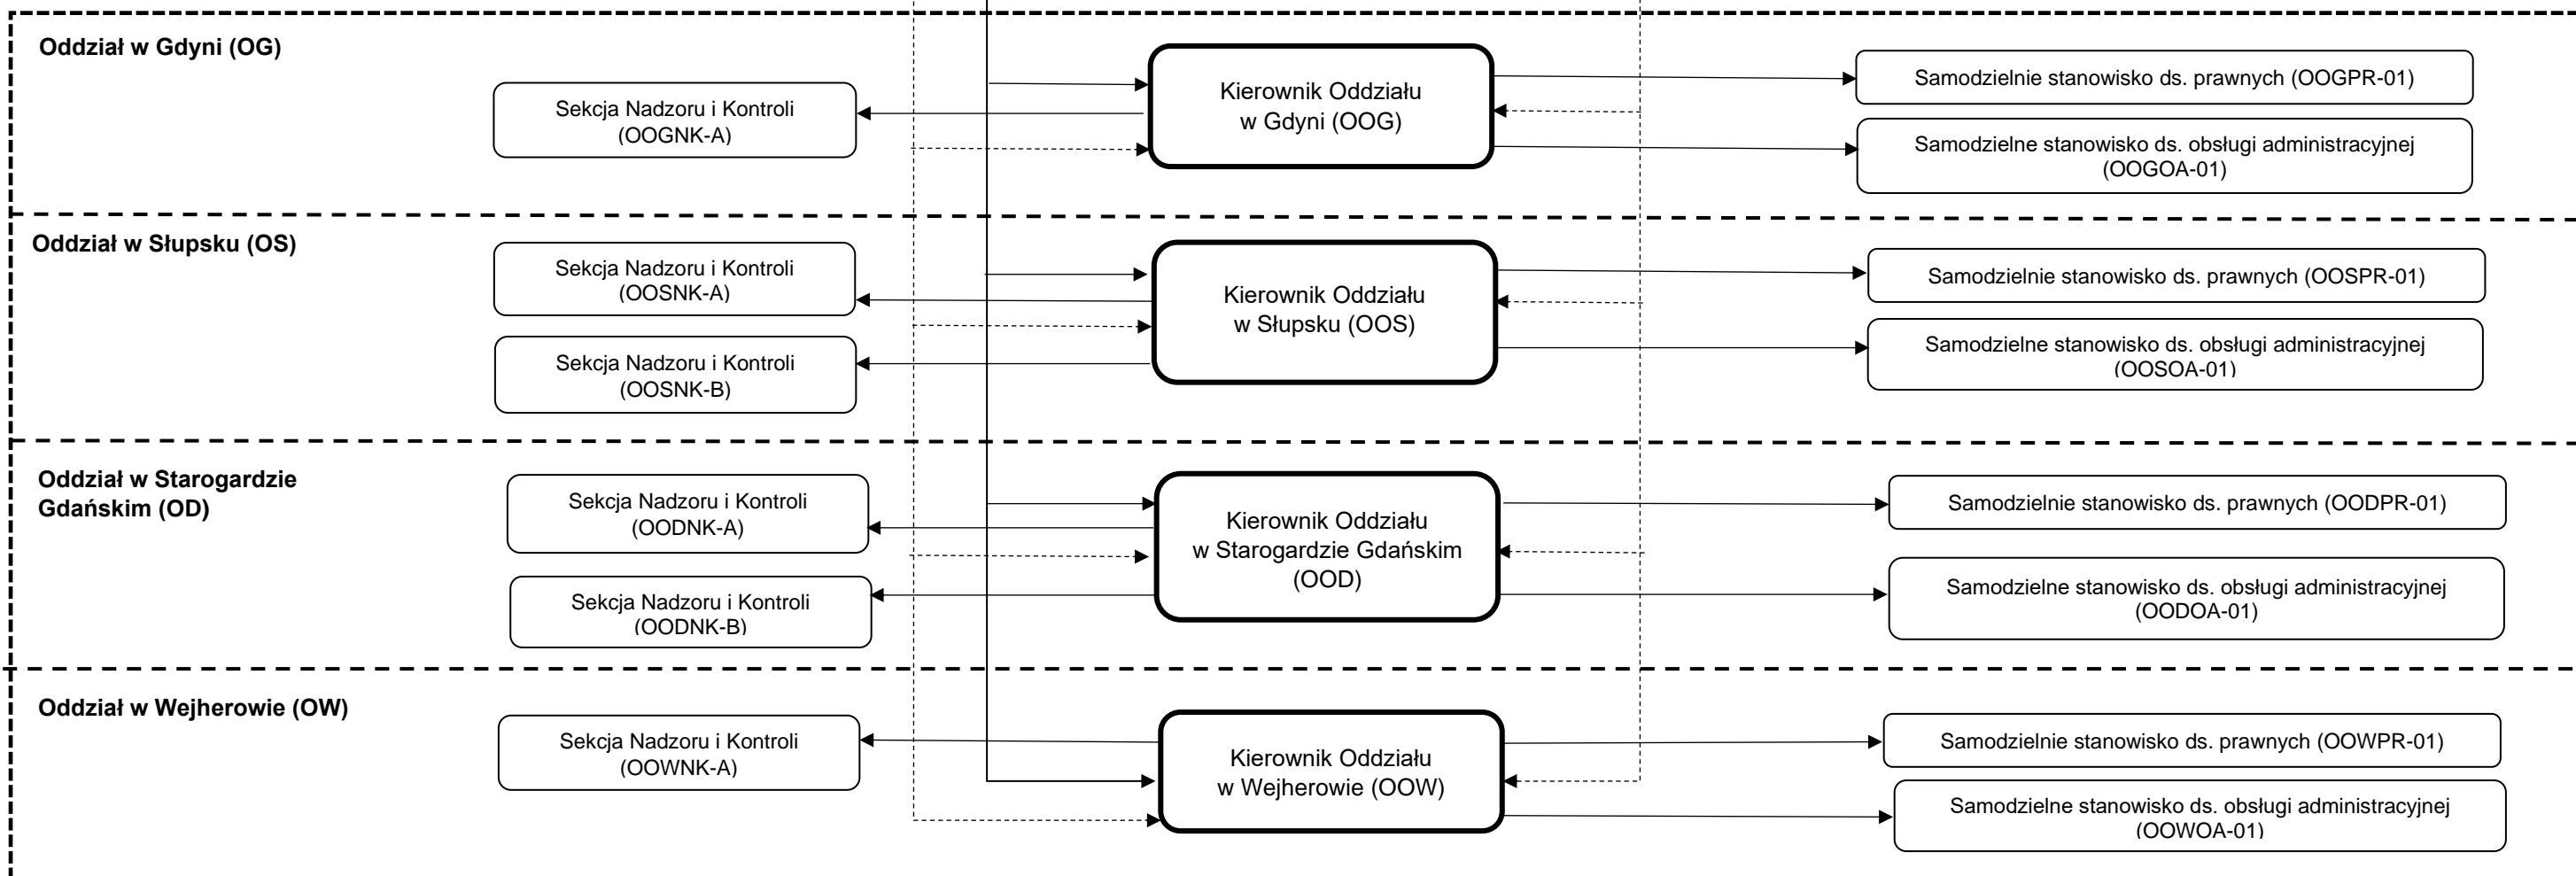 Oddział w Gdyni (OG)
Sekcja Nadzoru i Kontroli
(OOGNK-A)
Kierownik Oddziału
w Gdyni (OOG)
Samodzielnie stanowisko ds. prawnych (OOGPR-01)
Samodzielne stanowisko ds. obsługi administracyjnej
(OOGOA-01)
Oddział w Słupsku (OS)
Sekcja Nadzoru i Kontroli
(OOSNK-A)
Sekcja Nadzoru i Kontroli
(OOSNK-B)
Kierownik Oddziału
w Słupsku (OOS)
Samodzielnie stanowisko ds. prawnych (OOSPR-01)
Samodzielne stanowisko ds. obsługi administracyjnej
(OOSOA-01)
Oddział w Starogardzie
Gdańskim (OD)
Sekcja Nadzoru i Kontroli
(OODNK-A)
Sekcja Nadzoru i Kontroli
(OODNK-B)
Kierownik Oddziału
w Starogardzie Gdańskim
(OOD)
Samodzielnie stanowisko ds. prawnych (OODPR-01)
Samodzielne stanowisko ds. obsługi administracyjnej
(OODOA-01)
Oddział w Wejherowie (OW)
Sekcja Nadzoru i Kontroli
(OOWNK-A)
Kierownik Oddziału
w Wejherowie (OOW)
Samodzielnie stanowisko ds. prawnych (OOWPR-01)
Samodzielne stanowisko ds. obsługi administracyjnej
(OOWOA-01)